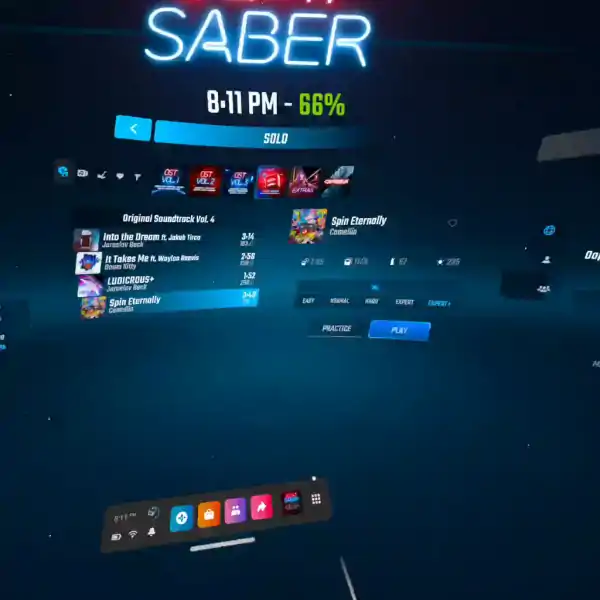 SABER
8:11 PM - 66%
SOLO
OST VOL.1
OST VOL.2
OST VOL.3
EXTRAS
Original Soundtrack Vol. 4
Into the Dream ft. Jakub Tirco
Jaroslav Beck
3:14
It Takes Me ft.
Boom Kitty
2:50
LUDICROUS+
Jaroslav Beck
1:52
Spin Eternally
Camellia
Spin Eternally
Camellia
EASY
NORMAL
HARD
EXPERT
EXPERT+
PRACTICE
PLAY
8:11 PM